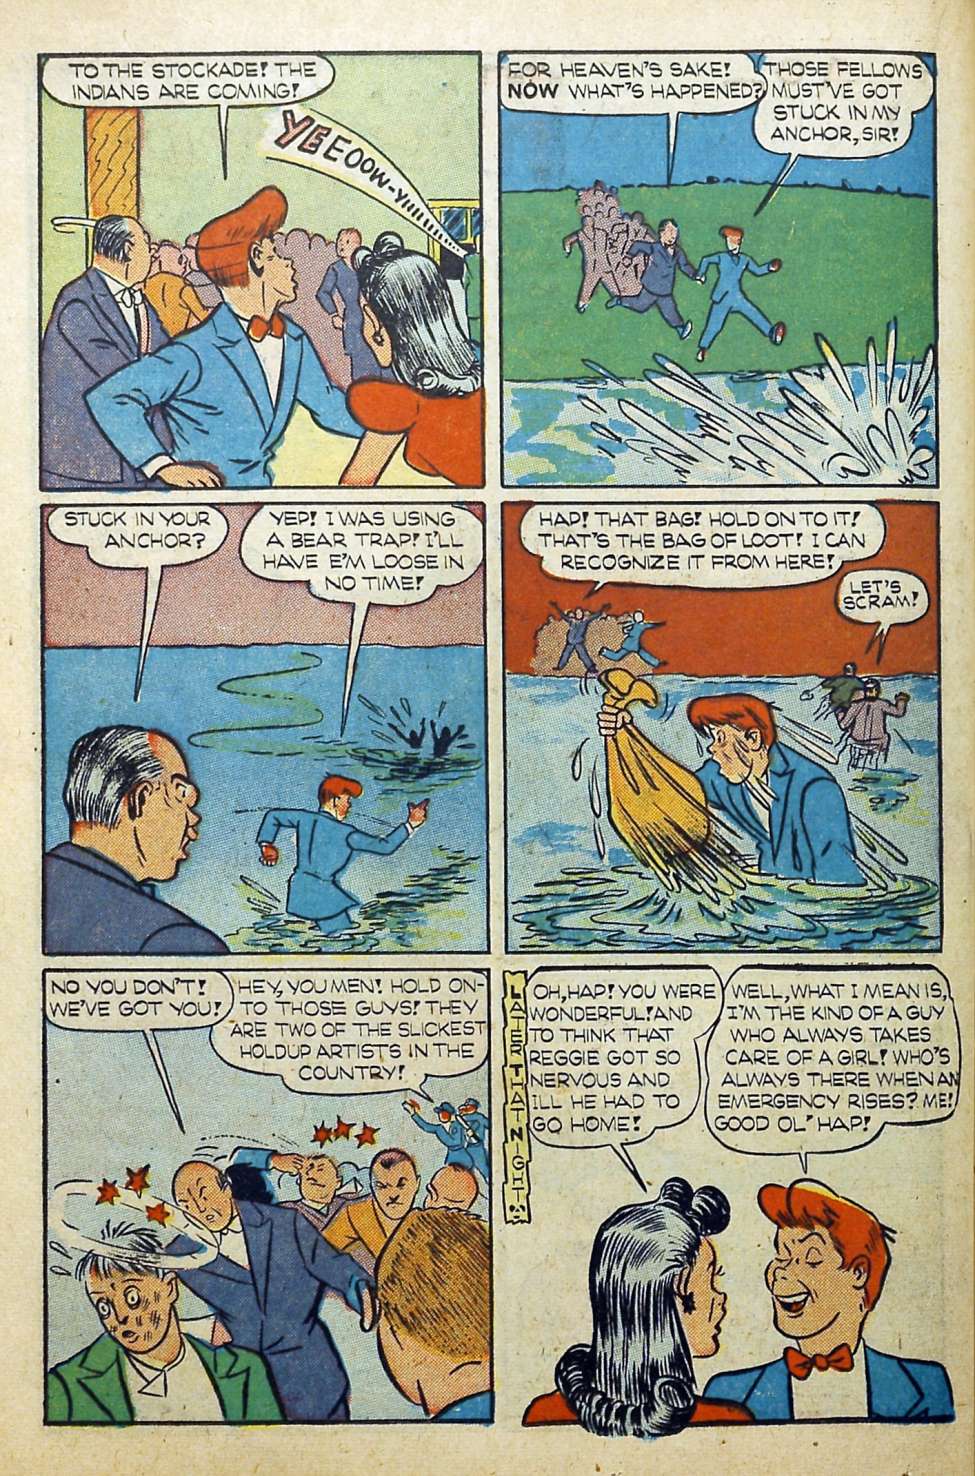 TO THE STOCKADE! THE
INDIANS ARE COMING!
YEEEOOW-YIIIIIIII
FOR HEAVEN'S SAKE!
NOW WHAT'S HAPPENED?
THOSE FELLOWS
MUST'VE GOT
STUCK IN MY
ANCHOR, SIR!
STUCK IN YOUR
ANCHOR?
YEP! I WAS USING
A BEAR TRAP! I'LL
HAVE E'M LOOSE IN
NO TIME!
HAP! THAT BAG! HOLD ON TO IT!
THAT'S THE BAG OF LOOT! I CAN
RECOGNIZE IT FROM HERE!
LET'S
SCRAM!
NO YOU DON'T!
WE'VE GOT YOU!
HEY, YOU MEN! HOLD ON-
TO THOSE GUYS! THEY
ARE TWO OF THE SLICKEST
HOLDUP ARTISTS IN THE
COUNTRY!
LATER THAT NIGHT...
OH, HAP! YOU WERE
WONDERFUL! AND
TO THINK THAT
REGGIE GOT SO
NERVOUS AND
ILL HE HAD TO
GO HOME!
WELL, WHAT I MEAN IS,
I'M THE KIND OF A GUY
WHO ALWAYS TAKES
CARE OF A GIRL! WHO'S
ALWAYS THERE WHEN AN
EMERGENCY RISES? ME!
GOOD OL' HAP!